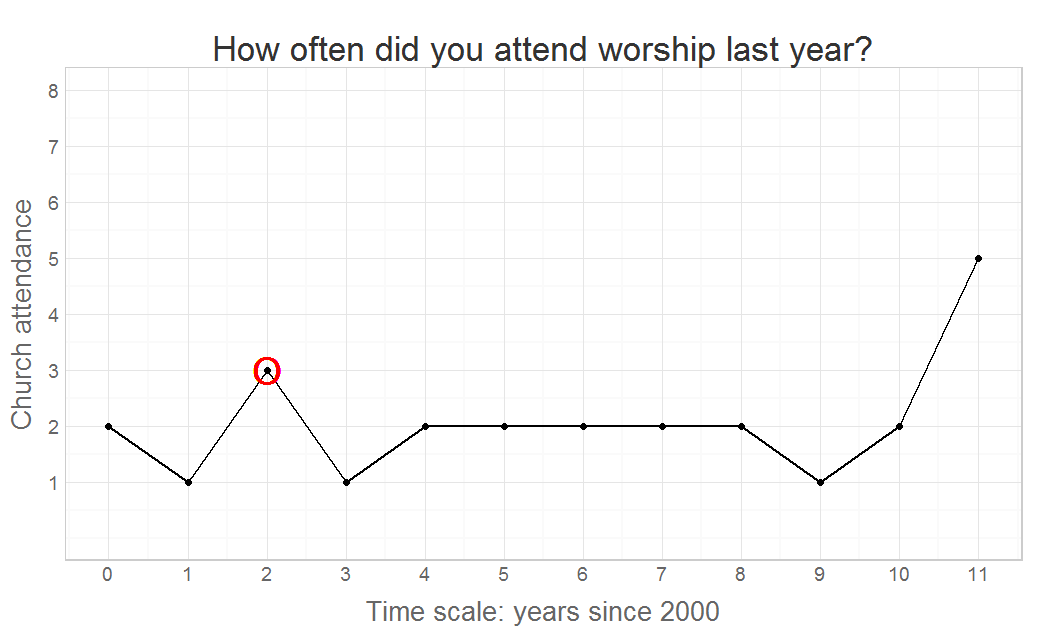 How often did you attend worship last year?
Church attendance
8
7
6
5
4
3
2
1
0 1 2 3 4 5 6 7 8 9 10 11
Time scale: years since 2000